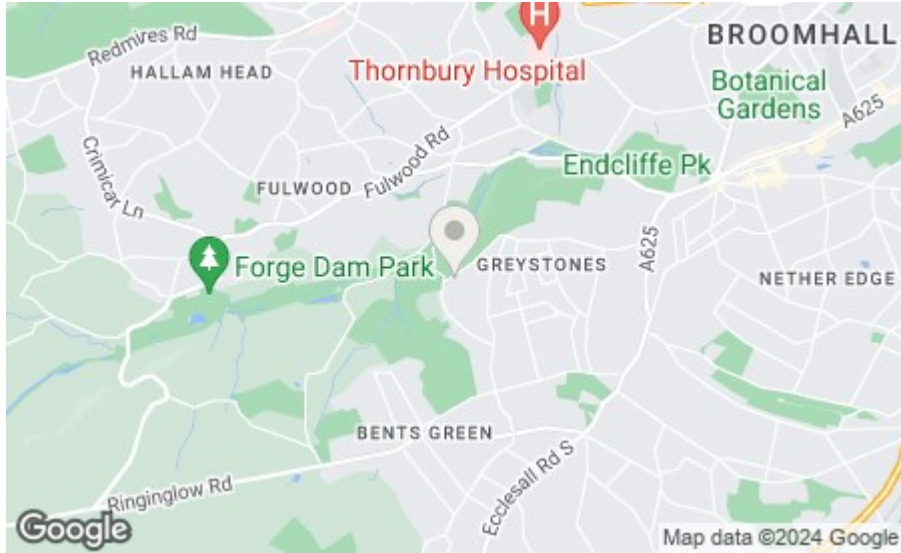 Redmires Rd
HALLAM HEAD
H
Thornbury Hospital
BROOMHALL
Botanical
Gardens
A625
Crimicar Ln
FULWOOD
Fulwood Rd
Endcliffe Pk
Forge Dam Park
GREYSTONES
A625
NETHER EDGE
BENTS GREEN
Ringinglow Rd
Ecclesall Rd S
Google
Map data ©2024 Google